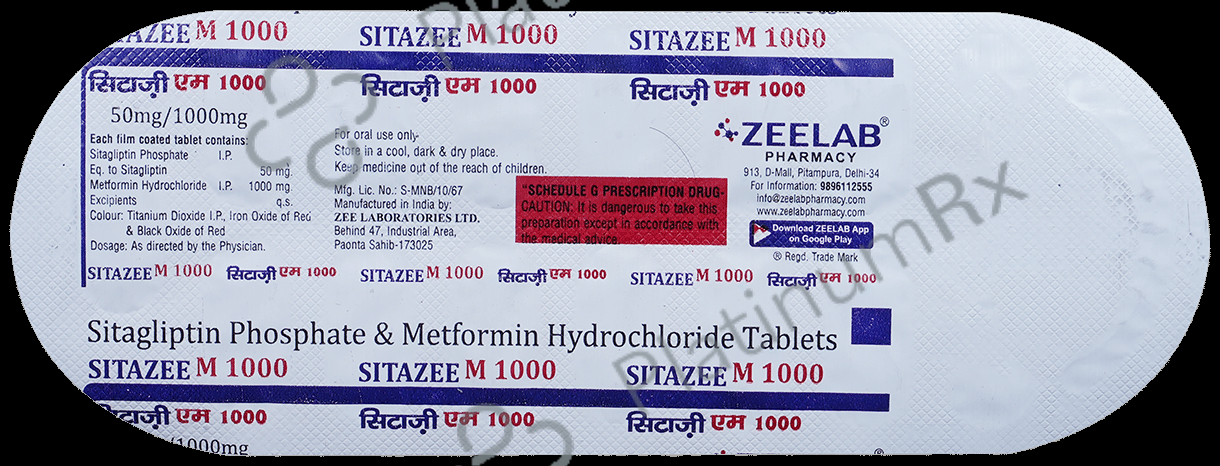 SITAZEE M 1000 SITAZEE M 1000
सिटाज़ी एम 1000 सिटाज़ी एम 1000 सिटाज़ी एम 1000
50mg/1000mg
Each film coated tablet contains:
Sitagliptin Phosphate I.P.
Eq. to Sitagliptin 50 mg.
Metformin Hydrochloride I.P. 1000 mg.
Excipients q.s.
Colour: Titanium Dioxide I.P., Iron Oxide of Red
& Black Oxide of Red
Dosage: As directed by the Physician.
For oral use only-
Store in a cool, dark & dry place.
Keep medicine out of the reach of children.
Mfg. Lic. No.: S-MNB/10/67
Manufactured in India by:
ZEE LABORATORIES LTD.
Behind 47, Industrial Area,
Paonta Sahib-173025
"SCHEDULE G PRESCRIPTION DRUG-
CAUTION: It is dangerous to take this
preparation except in accordance with
the medical advice.
ZEELAB®
PHARMACY
913, D-Mall, Pitampura, Delhi-34
For Information: 9896112555
info@zeelabpharmacy.com
www.zeelabpharmacy.com
Download ZEELAB App
on Google Play
® Regd. Trade Mark
SITAZEE M 1000 सिटाज़ी एम 1000 SITAZEE M 1000 सिटाज़ी एम 1000 SITAZEE M 1000 सिटाज़ी एम 1000
Sitagliptin Phosphate & Metformin Hydrochloride Tablets
SITAZEE M 1000 SITAZEE M 1000 SITAZEE M 1000
एम 1000 सिटाज़ी एम 1000 सिटाज़ी एम 1000
/1000mg
PlatinumRx